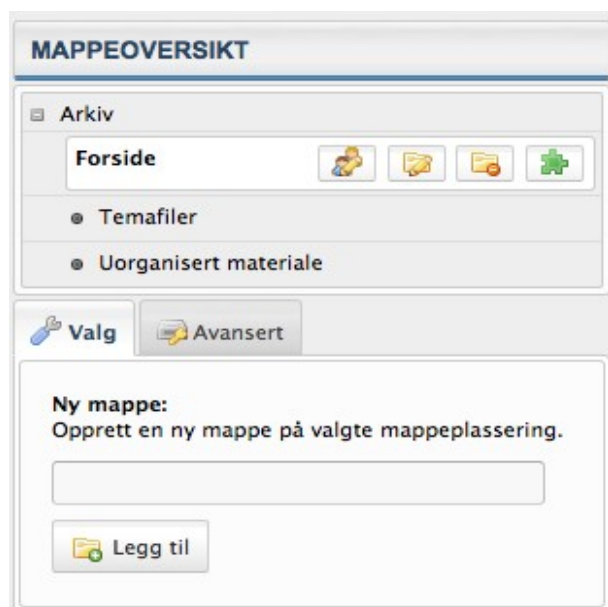 MAPPEOVERSIKT
Arkiv
Forside
Temafiler
Uorganisert materiale
Valg
Avansert
Ny mappe:
Opprett en ny mappe på valgte mappeplassering.
Legg til